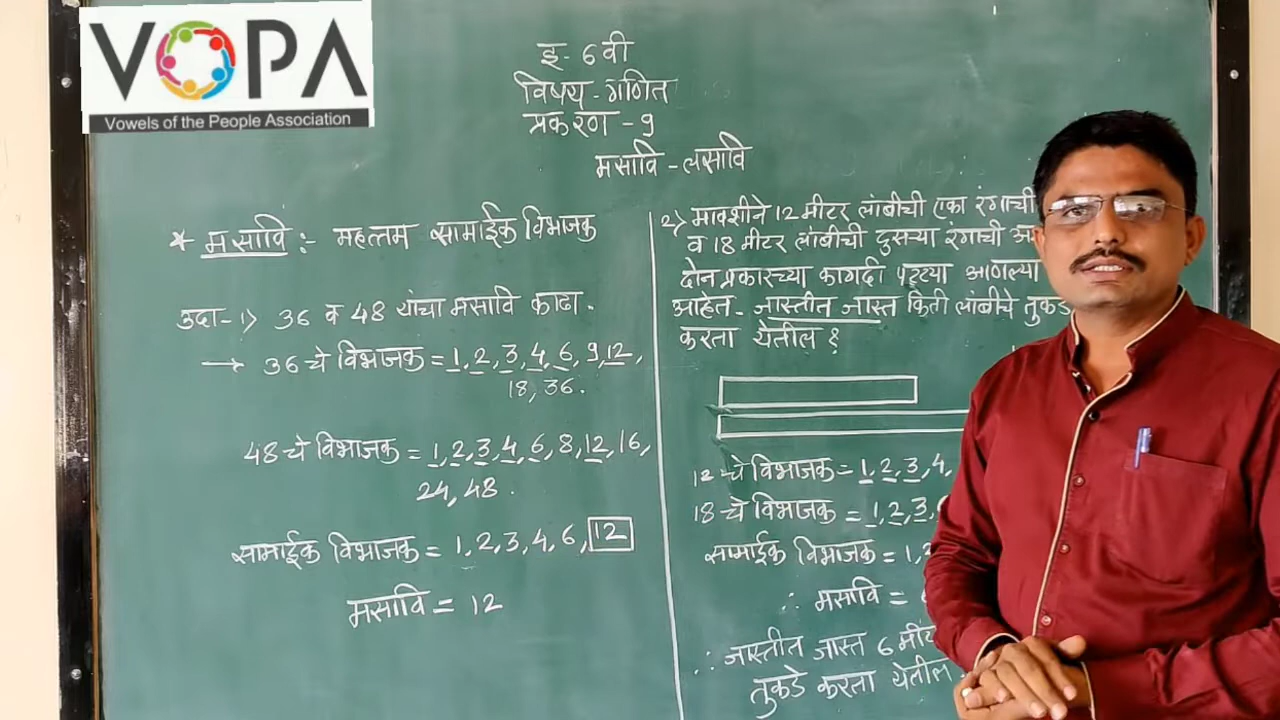 VOPA
Vowels of the People Association
इ - 6 वी
विषय - गणित
प्रकरण - 9
मसावि - लसावि
* मसावि :- महत्तम सामाईक विभाजक
उदा - 1) 36 व 48 यांचा मसावि काढा.
→ 36 चे विभाजक = 1, 2, 3, 4, 6, 9, 12,
18, 36.
48 चे विभाजक = 1, 2, 3, 4, 6, 8, 12, 16,
24, 48.
सामाईक विभाजक = 1, 2, 3, 4, 6, 12
मसावि = 12
2) मावशीने 12 मीटर लांबीची एका रंगाची
व 18 मीटर लांबीची दुसऱ्या रंगाची
दोन प्रकारच्या कागदी पट्ट्या आणल्या
आहेत - जास्तीत जास्त किती लांबीचे तुकडे
करता येतील ?
12 चे विभाजक = 1, 2, 3, 4,
18 चे विभाजक = 1, 2, 3,
सामाईक विभाजक = 1, 2
∴ मसावि =
∴ जास्तीत जास्त 6
तुकडे करता येतील